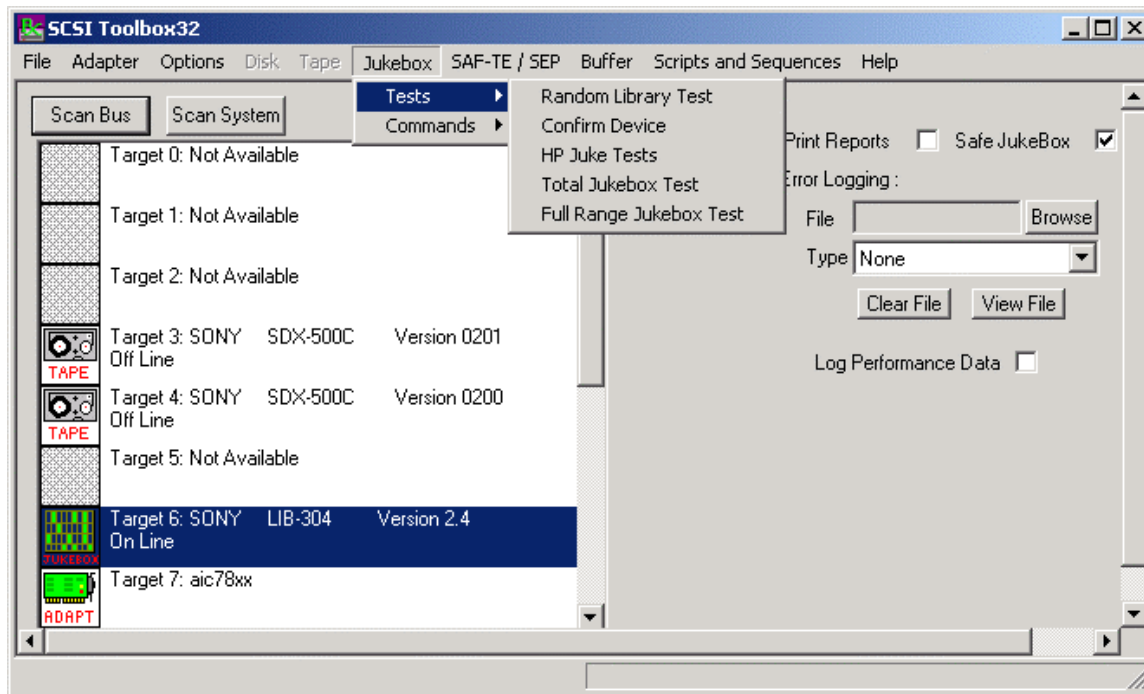 SCSI Toolbox32
File Adapter Options Disk Tape Jukebox SAF-TE / SEP Buffer Scripts and Sequences Help
Scan Bus Scan System
Tests
Commands
Random Library Test
Confirm Device
HP Juke Tests
Total Jukebox Test
Full Range Jukebox Test
Print Reports Safe JukeBox
Error Logging :
File Browse
Type None
Clear File View File
Log Performance Data
Target 0: Not Available
Target 1: Not Available
Target 2: Not Available
Target 3: SONY SDX-500C Version 0201
Off Line
TAPE
Target 4: SONY SDX-500C Version 0200
Off Line
TAPE
Target 5: Not Available
Target 6: SONY LIB-304 Version 2.4
On Line
JUKEBOX
Target 7: aic78xx
ADAPT